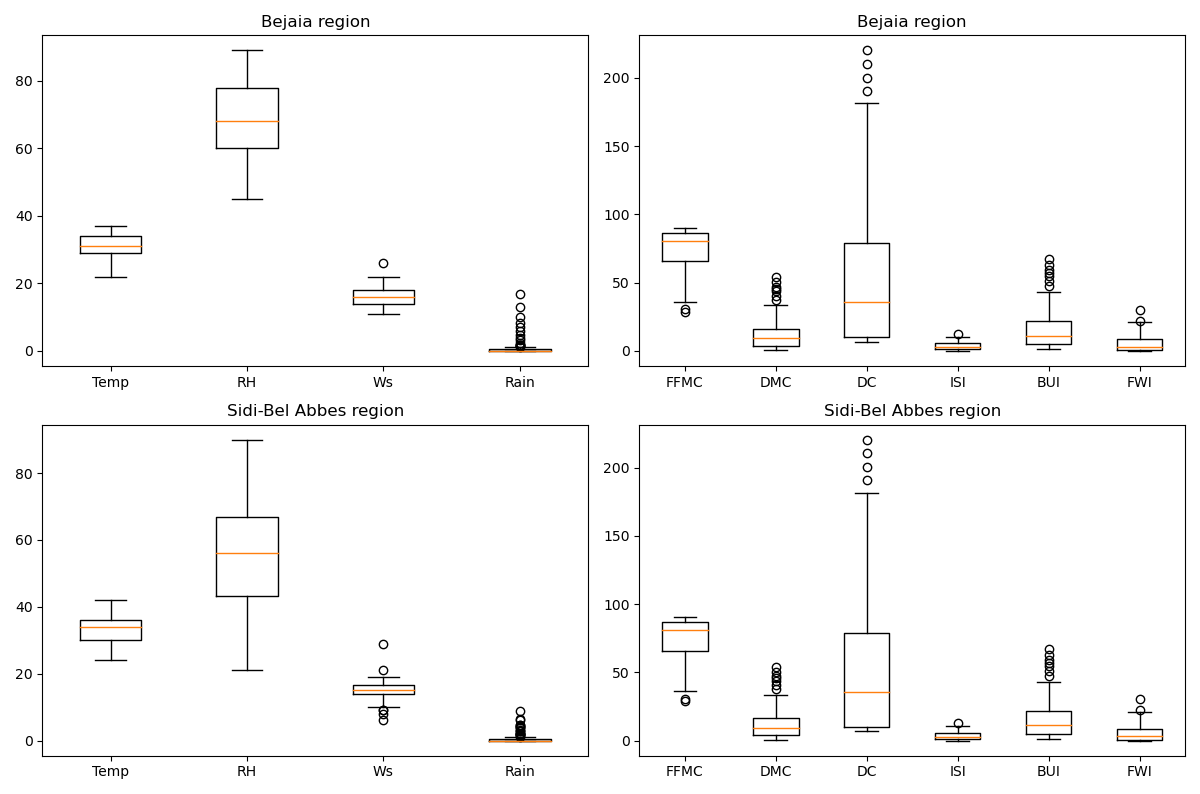 Bejaia region
80
60
40
20
0
Temp RH Ws Rain
Bejaia region
200
150
100
50
0
FFMC DMC DC ISI BUI FWI
Sidi-Bel Abbes region
80
60
40
20
0
Temp RH Ws Rain
Sidi-Bel Abbes region
200
150
100
50
0
FFMC DMC DC ISI BUI FWI